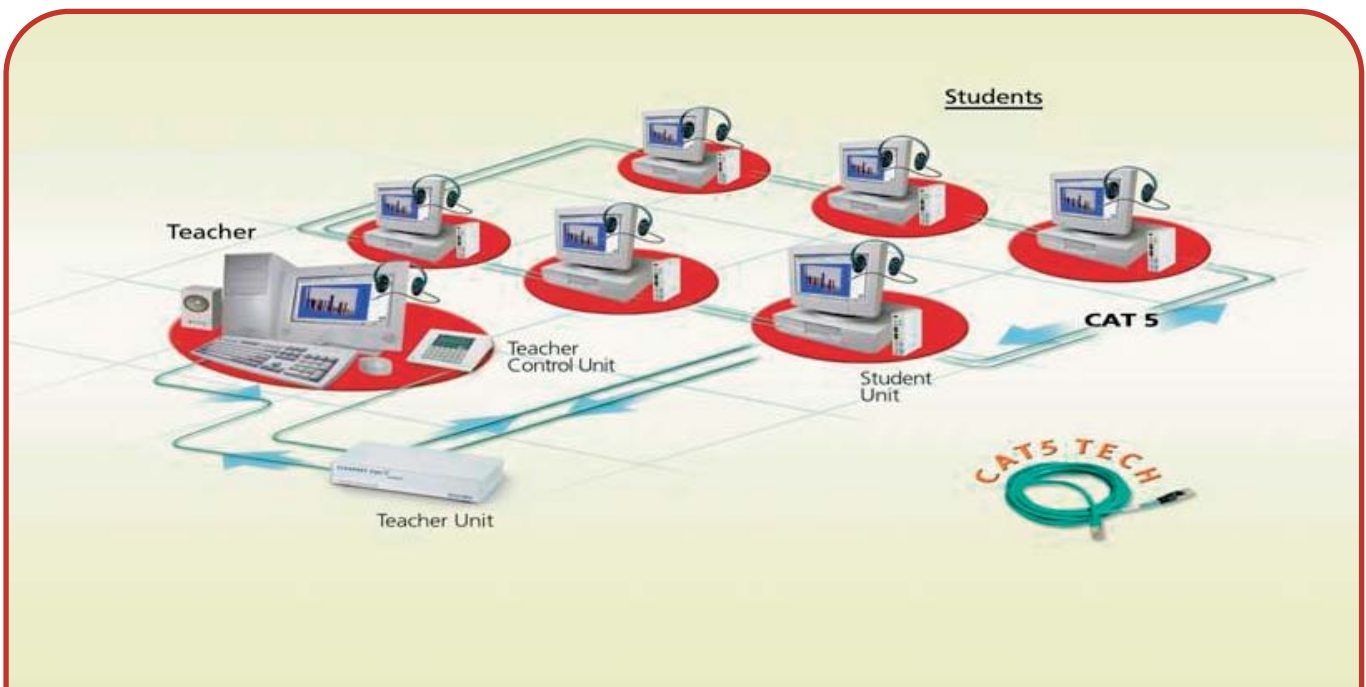 Students
Teacher
CAT 5
Teacher
Control Unit
Student
Unit
CAT5 TECH
Teacher Unit